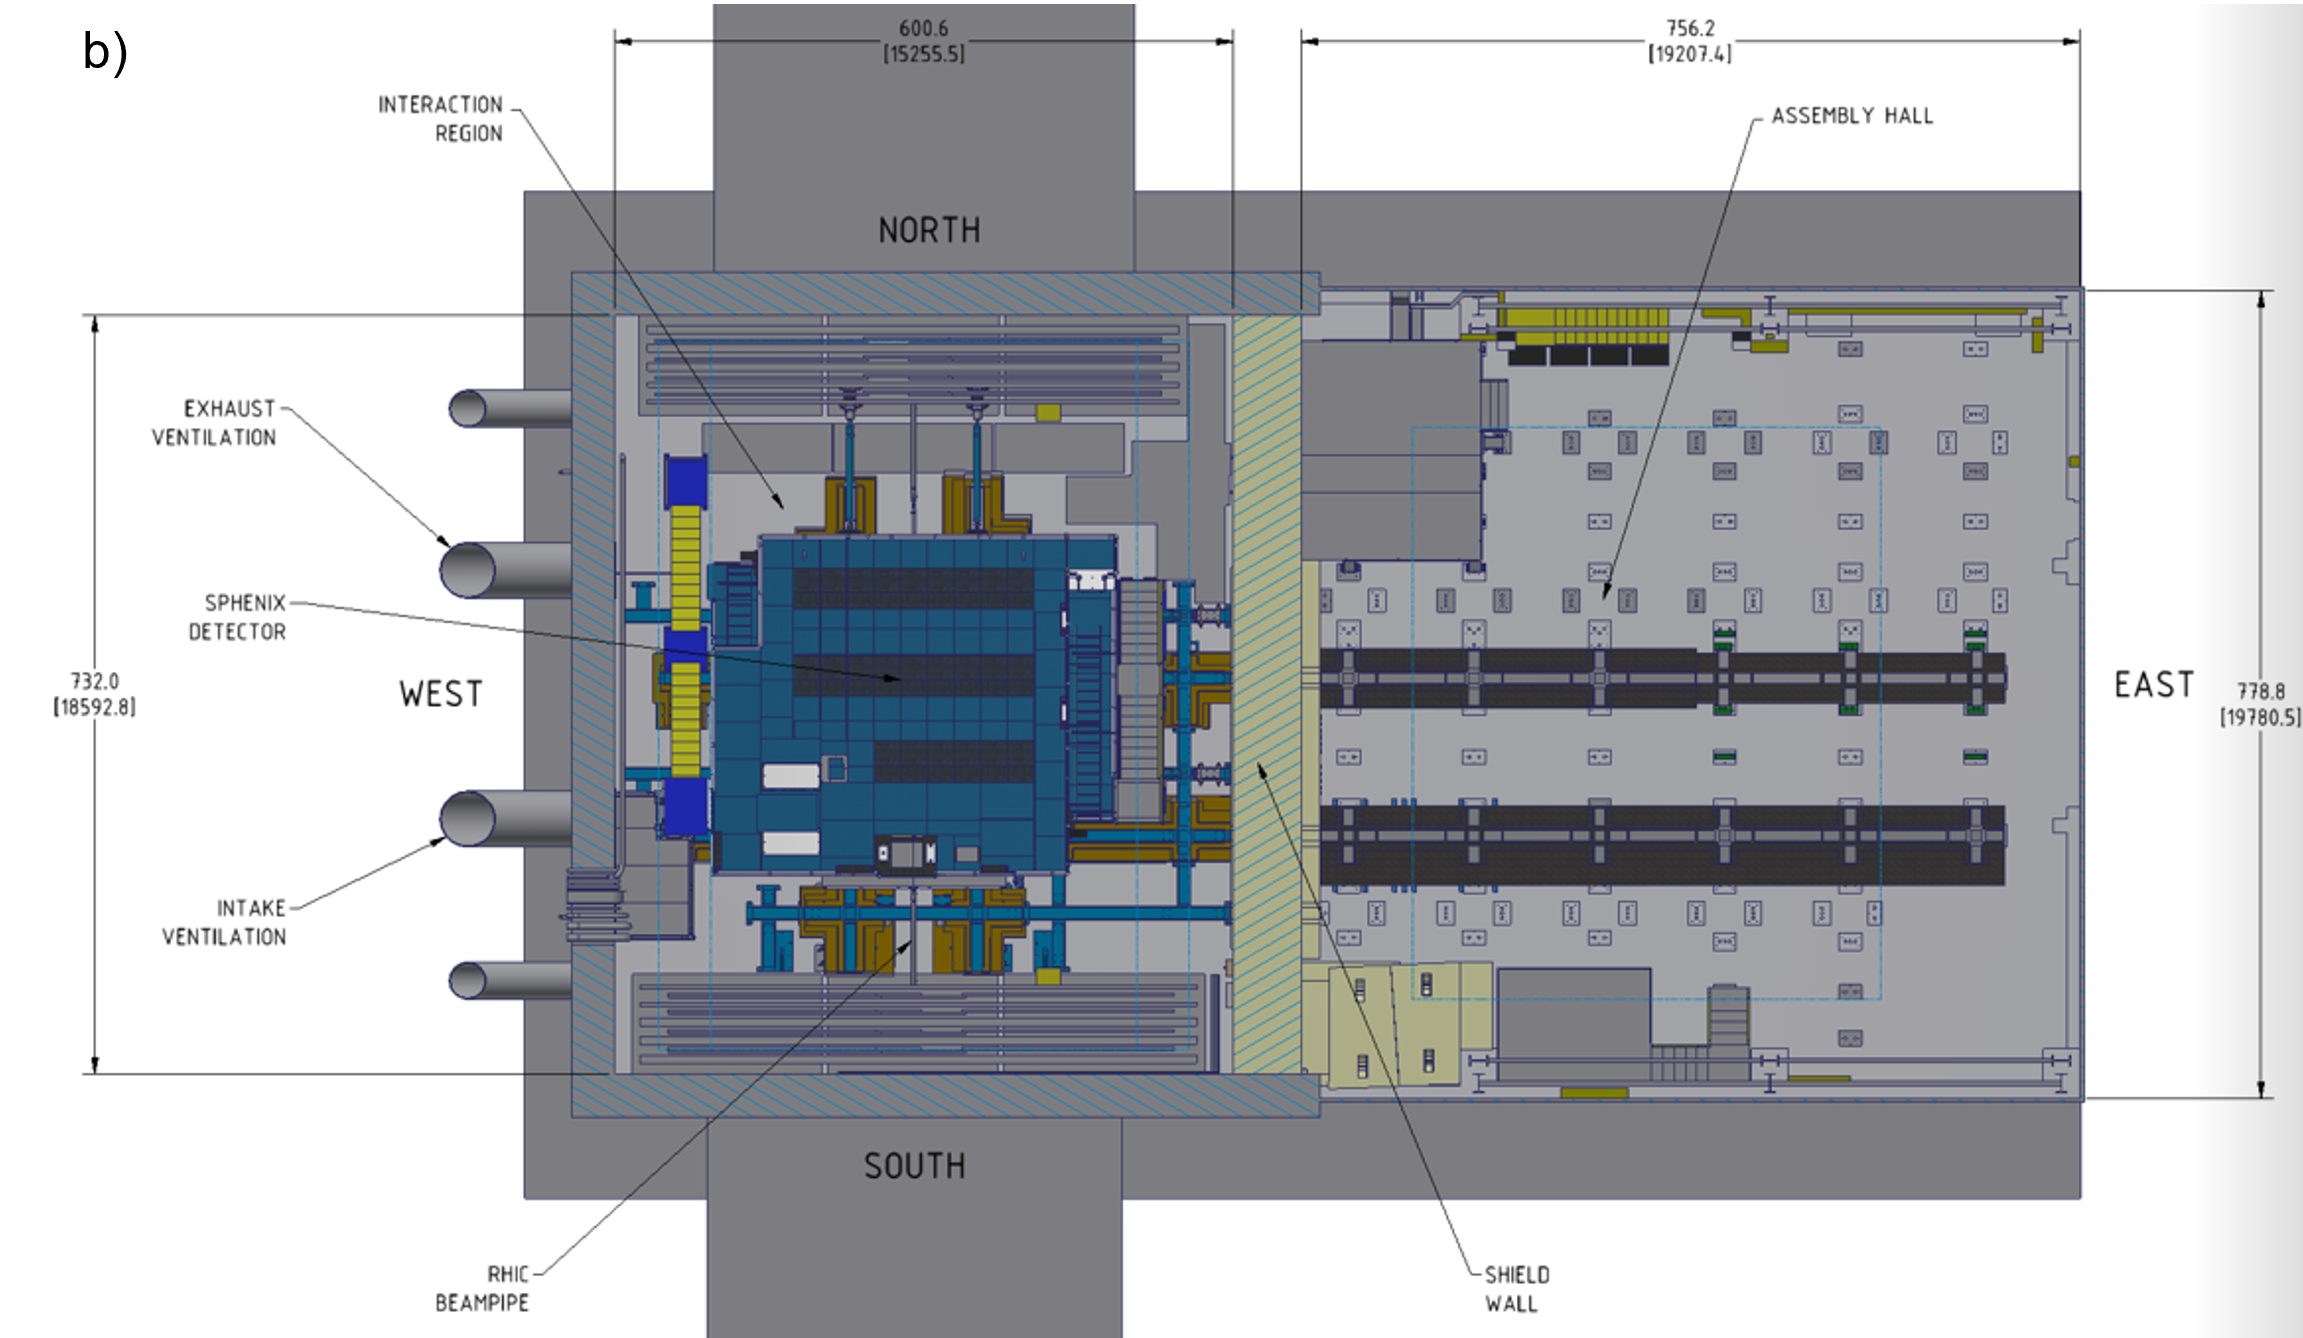 b)
600.6
[15255.5]
756.2
[19207.4]
INTERACTION
REGION
ASSEMBLY HALL
NORTH
EXHAUST
VENTILATION
SPHENIX
DETECTOR
732.0
[18592.8]
WEST
EAST
778.8
[19780.5]
INTAKE
VENTILATION
SOUTH
RHIC
BEAMPIPE
SHIELD
WALL